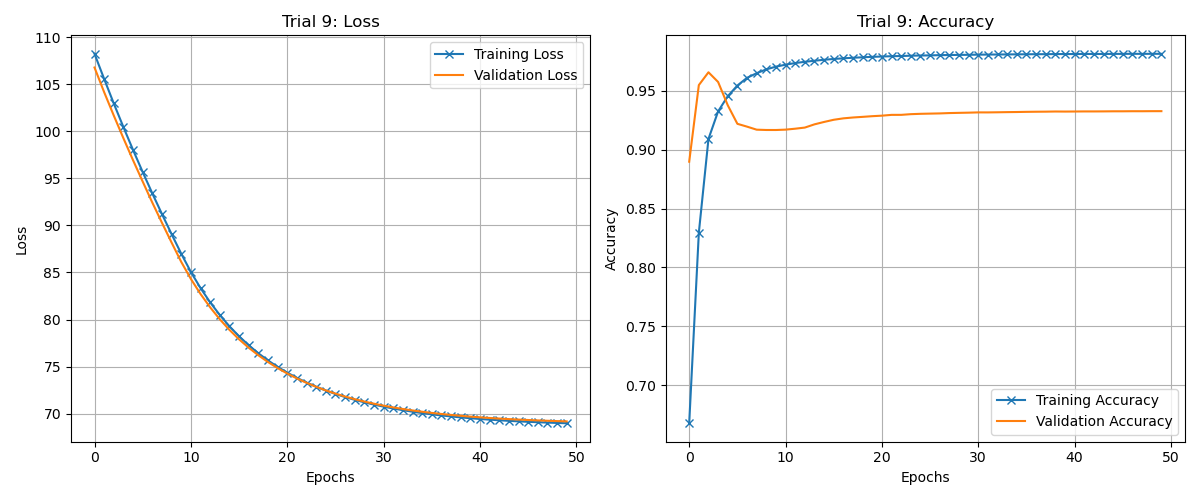 Trial 9: Loss
110
105
100
95
90
85
80
75
70
Loss
0
10
20
30
40
50
Epochs
Training Loss
Validation Loss
Trial 9: Accuracy
0.95
0.90
0.85
0.80
0.75
0.70
Accuracy
0
10
20
30
40
50
Epochs
Training Accuracy
Validation Accuracy